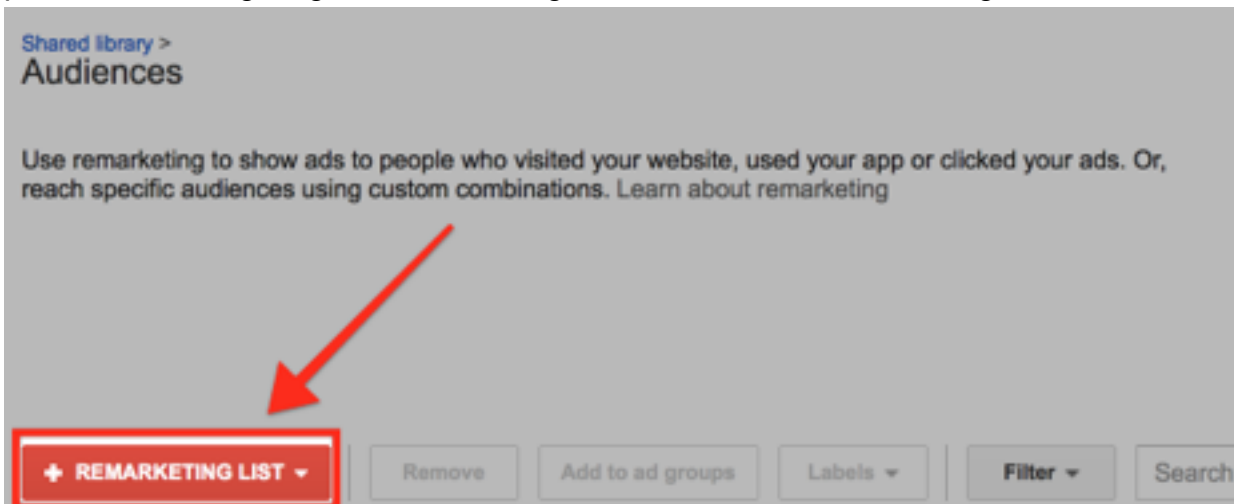 Shared library >
Audiences
Use remarketing to show ads to people who visited your website, used your app or clicked your ads. Or,
reach specific audiences using custom combinations. Learn about remarketing
+ REMARKETING LIST Remove Add to ad groups Labels Filter Search